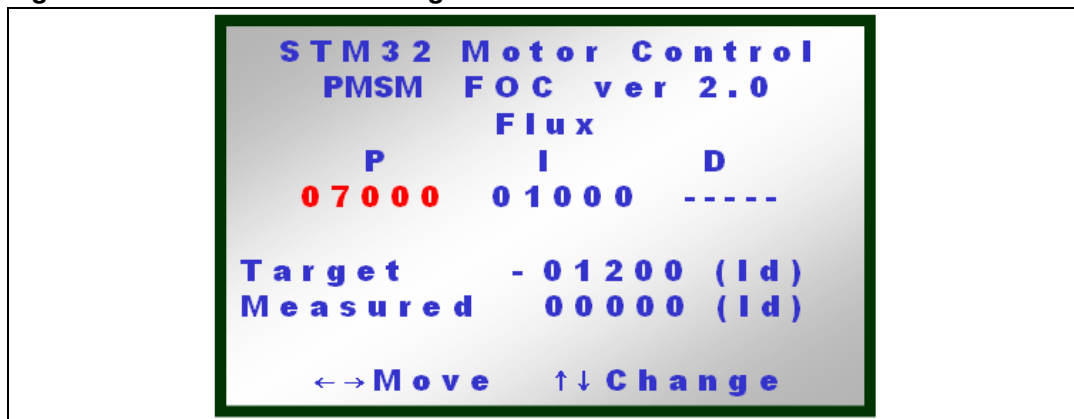 STM32 Motor Control
PMSM FOC ver 2.0
Flux
P I D
07000 01000 -----
Target -01200 (Id)
Measured 00000 (Id)
←→Move ↑↓Change